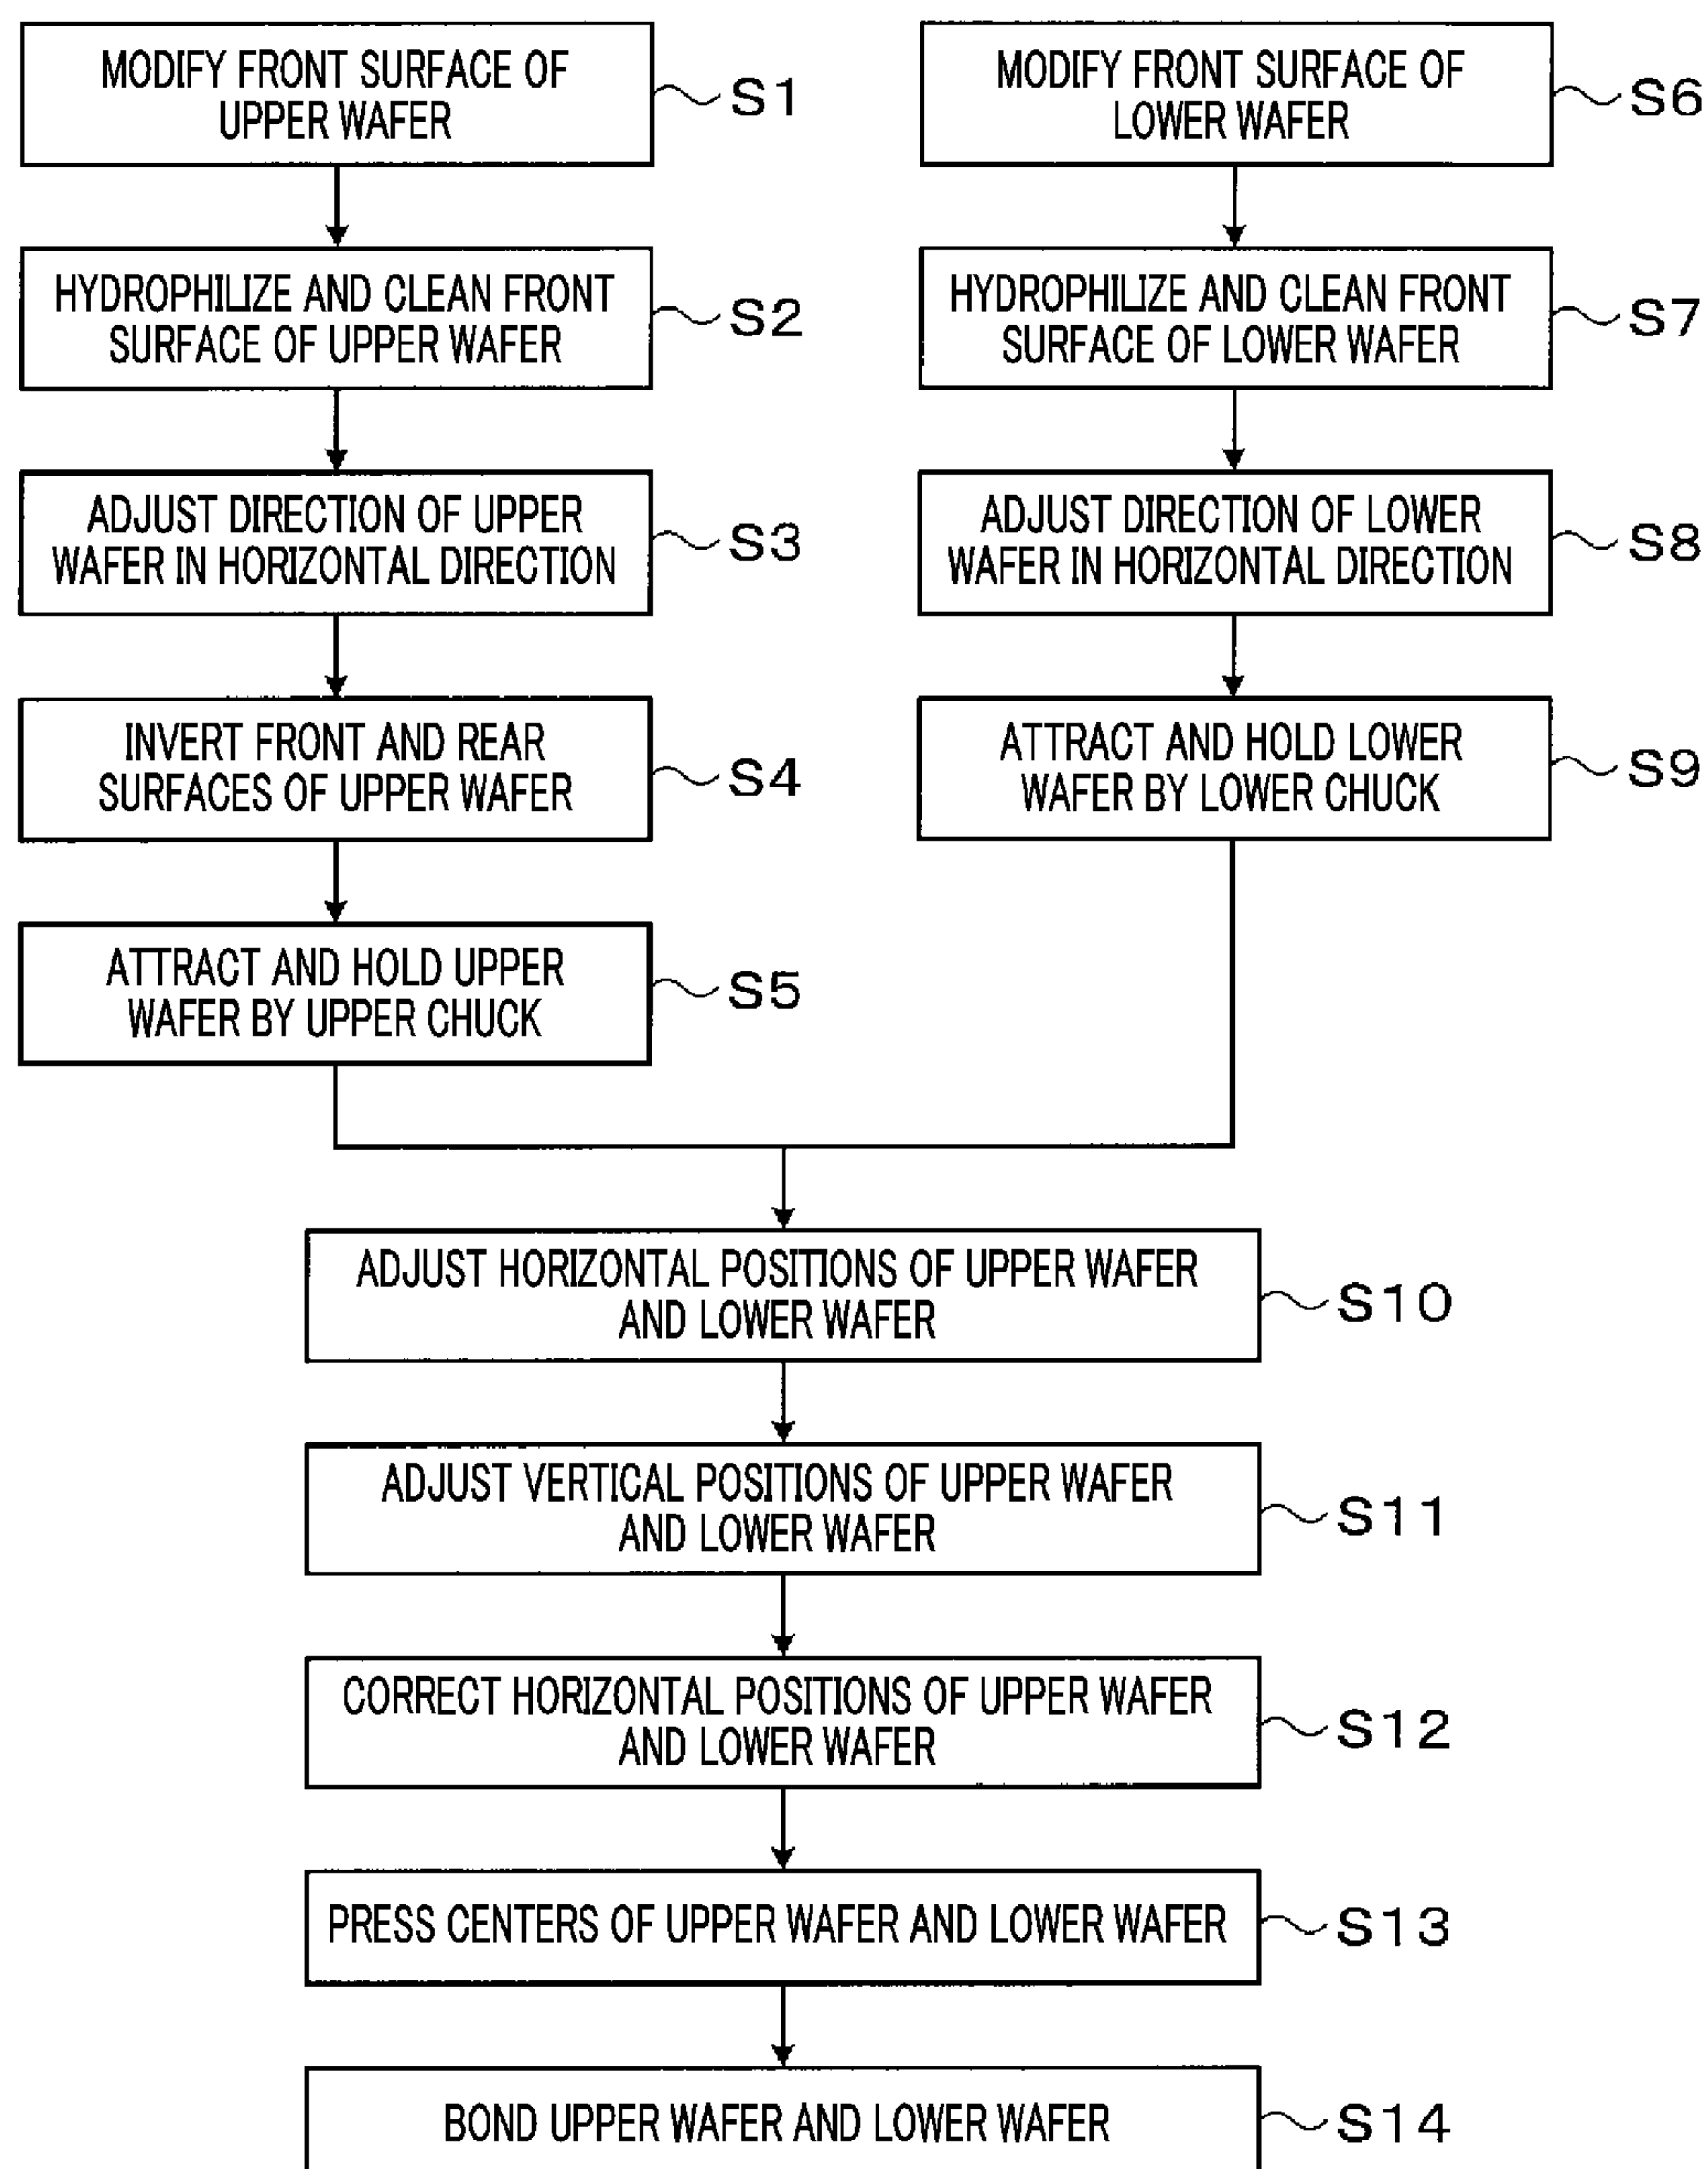 MODIFY FRONT SURFACE OF
UPPER WAFER
S1
HYDROPHILIZE AND CLEAN FRONT
SURFACE OF UPPER WAFER
S2
ADJUST DIRECTION OF UPPER
WAFER IN HORIZONTAL DIRECTION
S3
INVERT FRONT AND REAR
SURFACES OF UPPER WAFER
S4
ATTRACT AND HOLD UPPER
WAFER BY UPPER CHUCK
S5
MODIFY FRONT SURFACE OF
LOWER WAFER
S6
HYDROPHILIZE AND CLEAN FRONT
SURFACE OF LOWER WAFER
S7
ADJUST DIRECTION OF LOWER
WAFER IN HORIZONTAL DIRECTION
S8
ATTRACT AND HOLD LOWER
WAFER BY LOWER CHUCK
S9
ADJUST HORIZONTAL POSITIONS OF UPPER WAFER
AND LOWER WAFER
S10
ADJUST VERTICAL POSITIONS OF UPPER WAFER
AND LOWER WAFER
S11
CORRECT HORIZONTAL POSITIONS OF UPPER WAFER
AND LOWER WAFER
S12
PRESS CENTERS OF UPPER WAFER AND LOWER WAFER
S13
BOND UPPER WAFER AND LOWER WAFER
S14